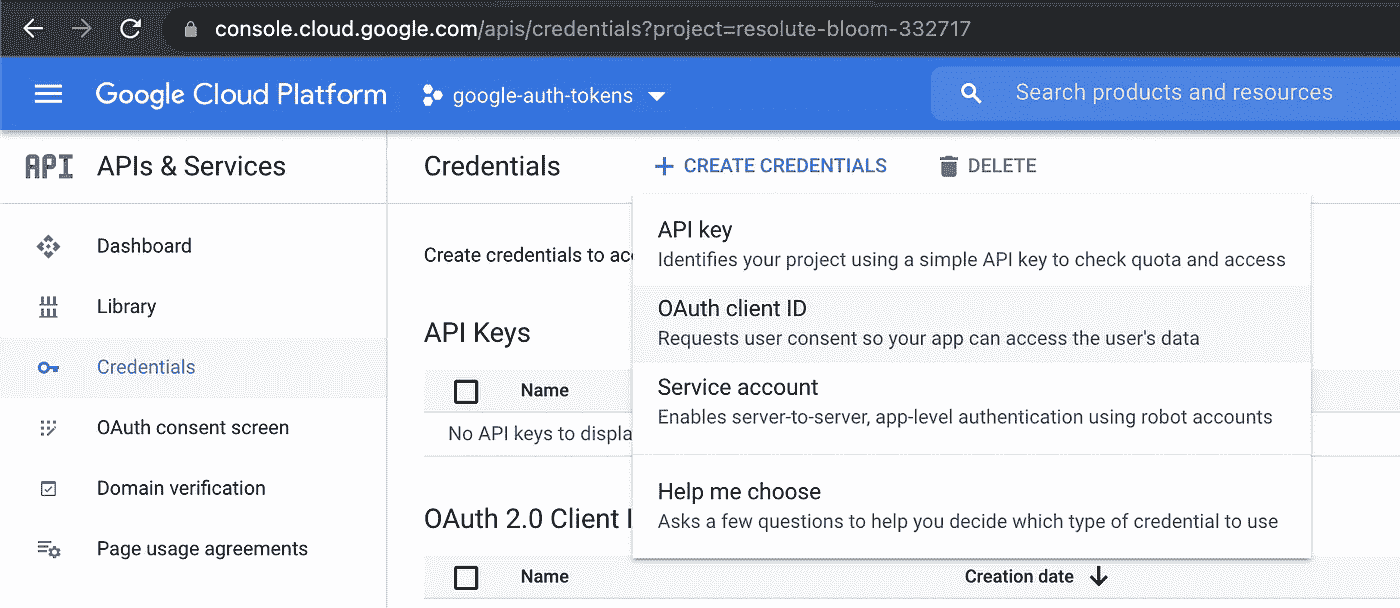 console.cloud.google.com/apis/credentials?project=resolute-bloom-332717
Google Cloud Platform
google-auth-tokens
Search products and resources
API
APIs & Services
Credentials
+ CREATE CREDENTIALS
DELETE
Dashboard
Library
Credentials
OAuth consent screen
Domain verification
Page usage agreements
Create credentials to
API key
Identifies your project using a simple API key to check quota and access
OAuth client ID
Requests user consent so your app can access the user's data
Service account
Enables server-to-server, app-level authentication using robot accounts
Help me choose
Asks a few questions to help you decide which type of credential to use
API Keys
Name
No API keys to
OAuth 2.0 Client
Name
Creation date